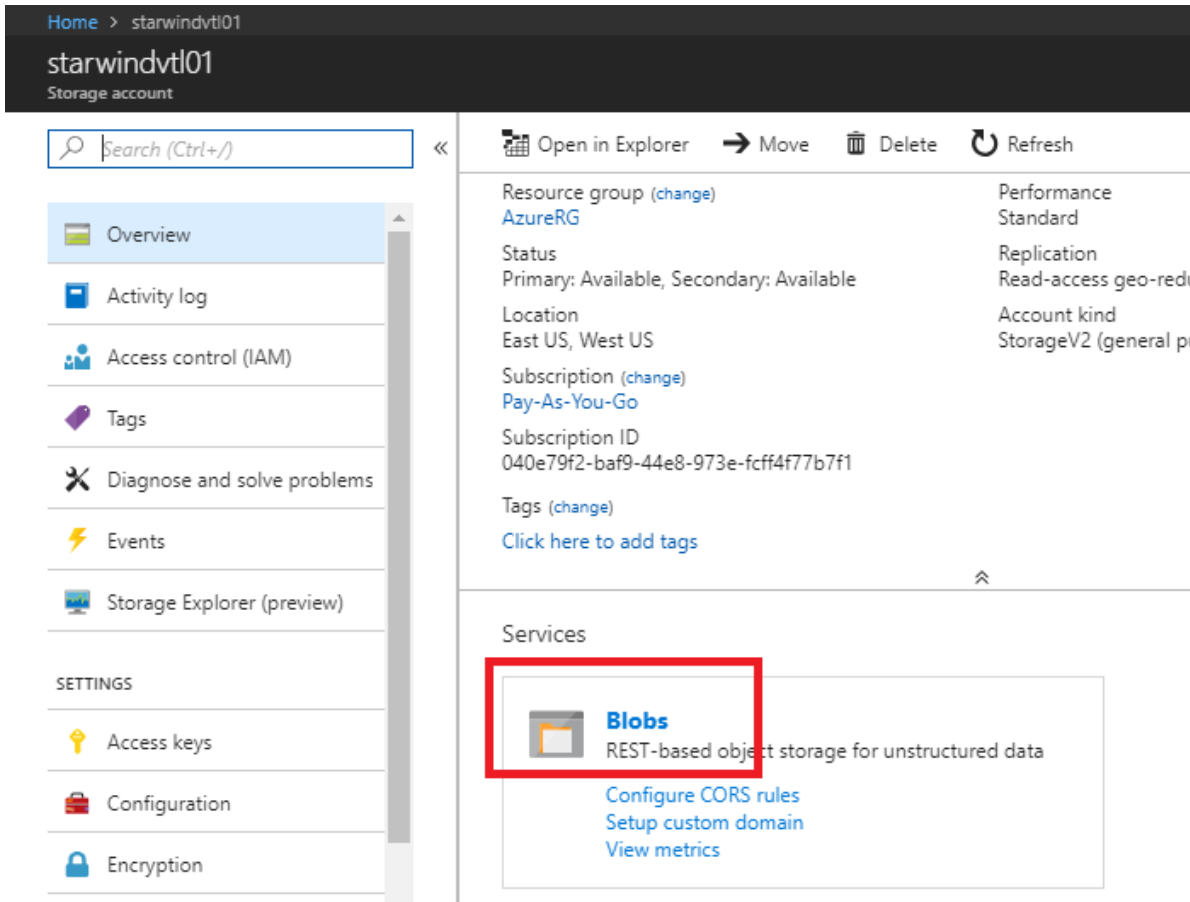 Home > starwindvtl01
starwindvtl01
Storage account
Search (Ctrl+/)
«
Overview
Activity log
Access control (IAM)
Tags
Diagnose and solve problems
Events
Storage Explorer (preview)
SETTINGS
Access keys
Configuration
Encryption
Open in Explorer Move Delete Refresh
Resource group (change)
AzureRG
Status
Primary: Available, Secondary: Available
Location
East US, West US
Subscription (change)
Pay-As-You-Go
Subscription ID
040e79f2-baf9-44e8-973e-fcff4f77b7f1
Tags (change)
Click here to add tags
Performance
Standard
Replication
Read-access geo-redu
Account kind
StorageV2 (general pu
Services
Blobs
REST-based object storage for unstructured data
Configure CORS rules
Setup custom domain
View metrics